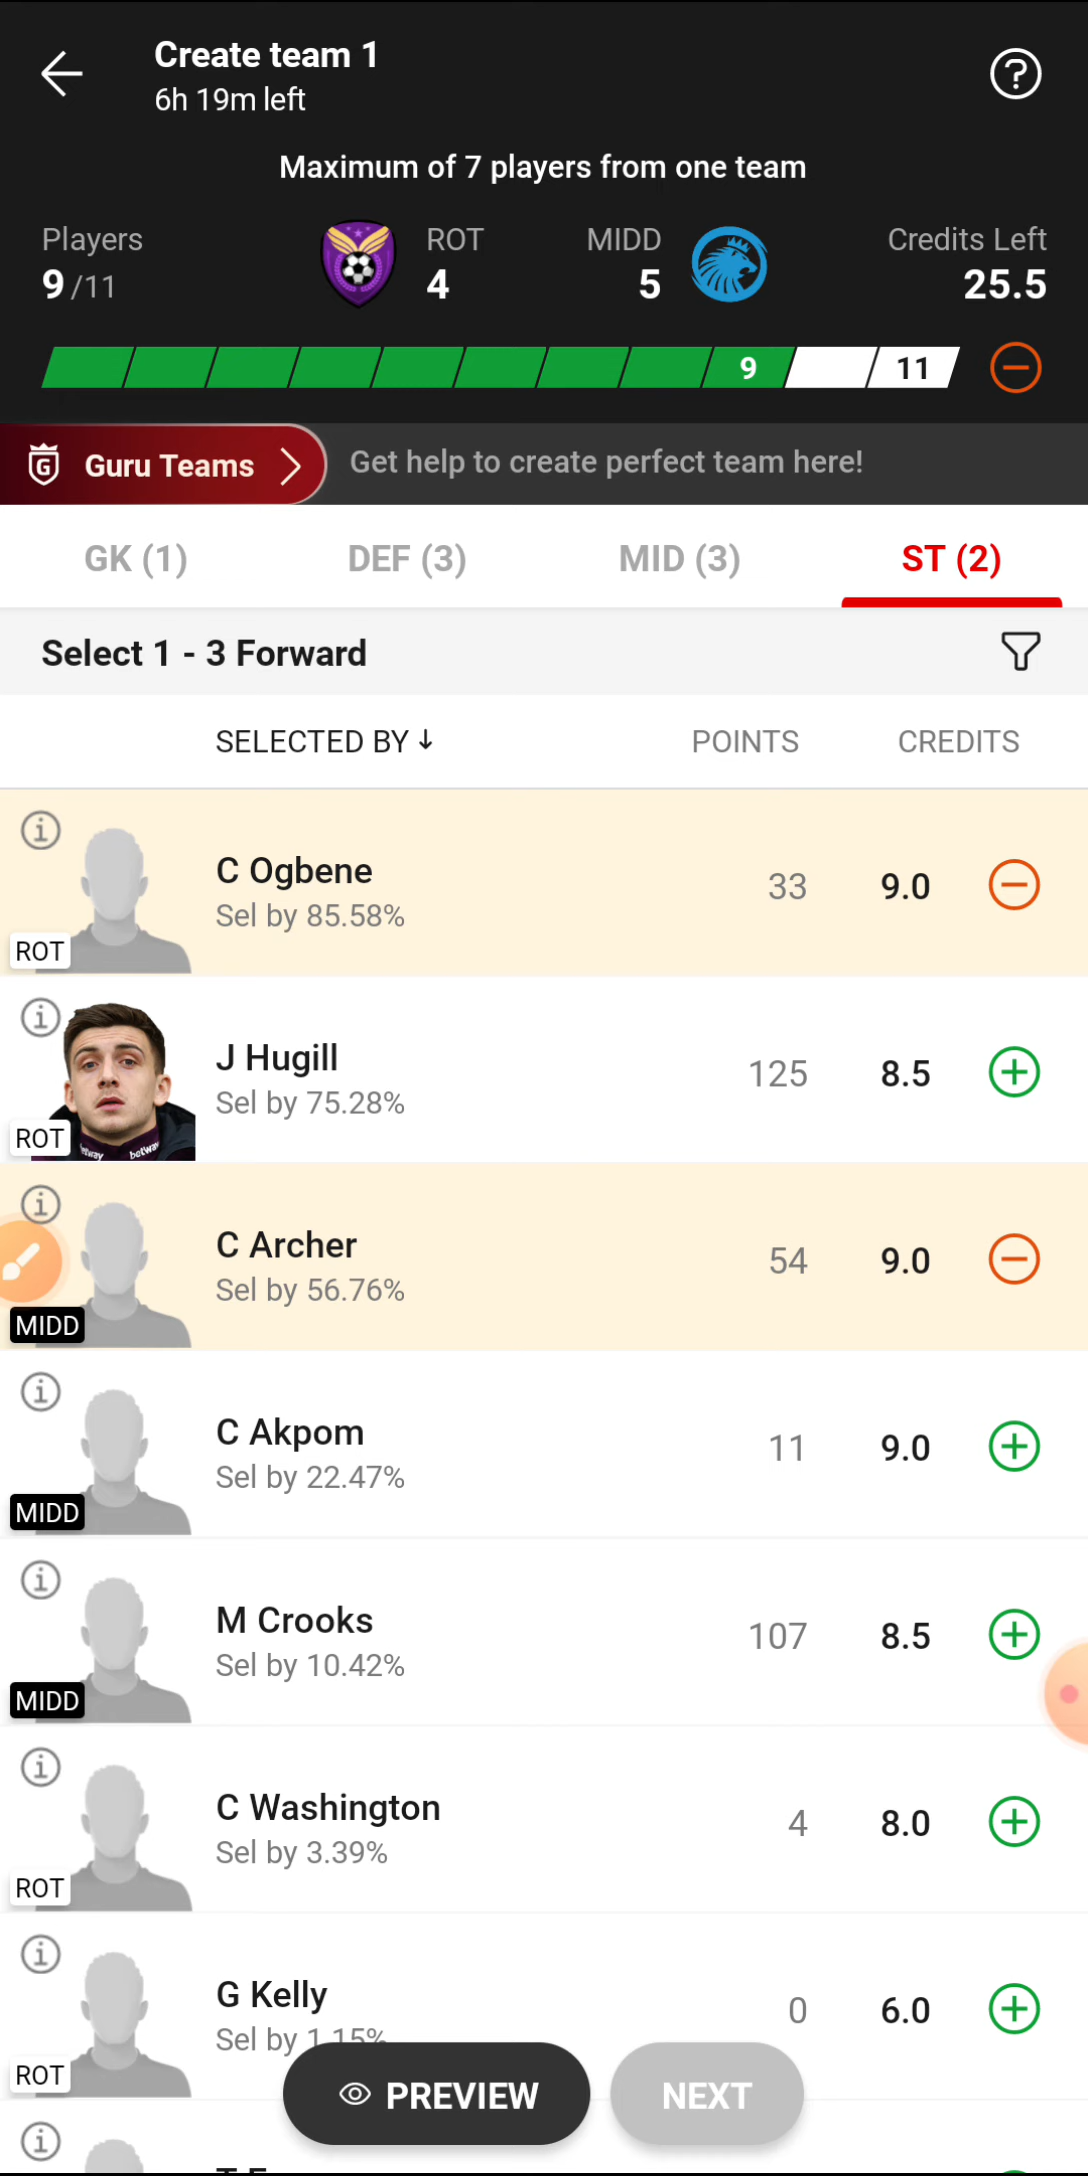 Create team 1
6h 19m left
Maximum of 7 players from one team
Players ROT MIDD Credits Left
9 /11 4 5 25.5
9 11
G Guru Teams Get help to create perfect team here!
GK (1) DEF (3) MID (3) ST (2)
Select 1 - 3 Forward
SELECTED BY ↓ POINTS CREDITS
C Ogbene 33 9.0
Sel by 85.58%
ROT
J Hugill 125 8.5
Sel by 75.28%
ROT
betway
C Archer 54 9.0
Sel by 56.76%
MIDD
C Akpom 11 9.0
Sel by 22.47%
MIDD
M Crooks 107 8.5
Sel by 10.42%
MIDD
C Washington 4 8.0
Sel by 3.39%
ROT
G Kelly 0 6.0
Sel by 1.15%
ROT
PREVIEW NEXT